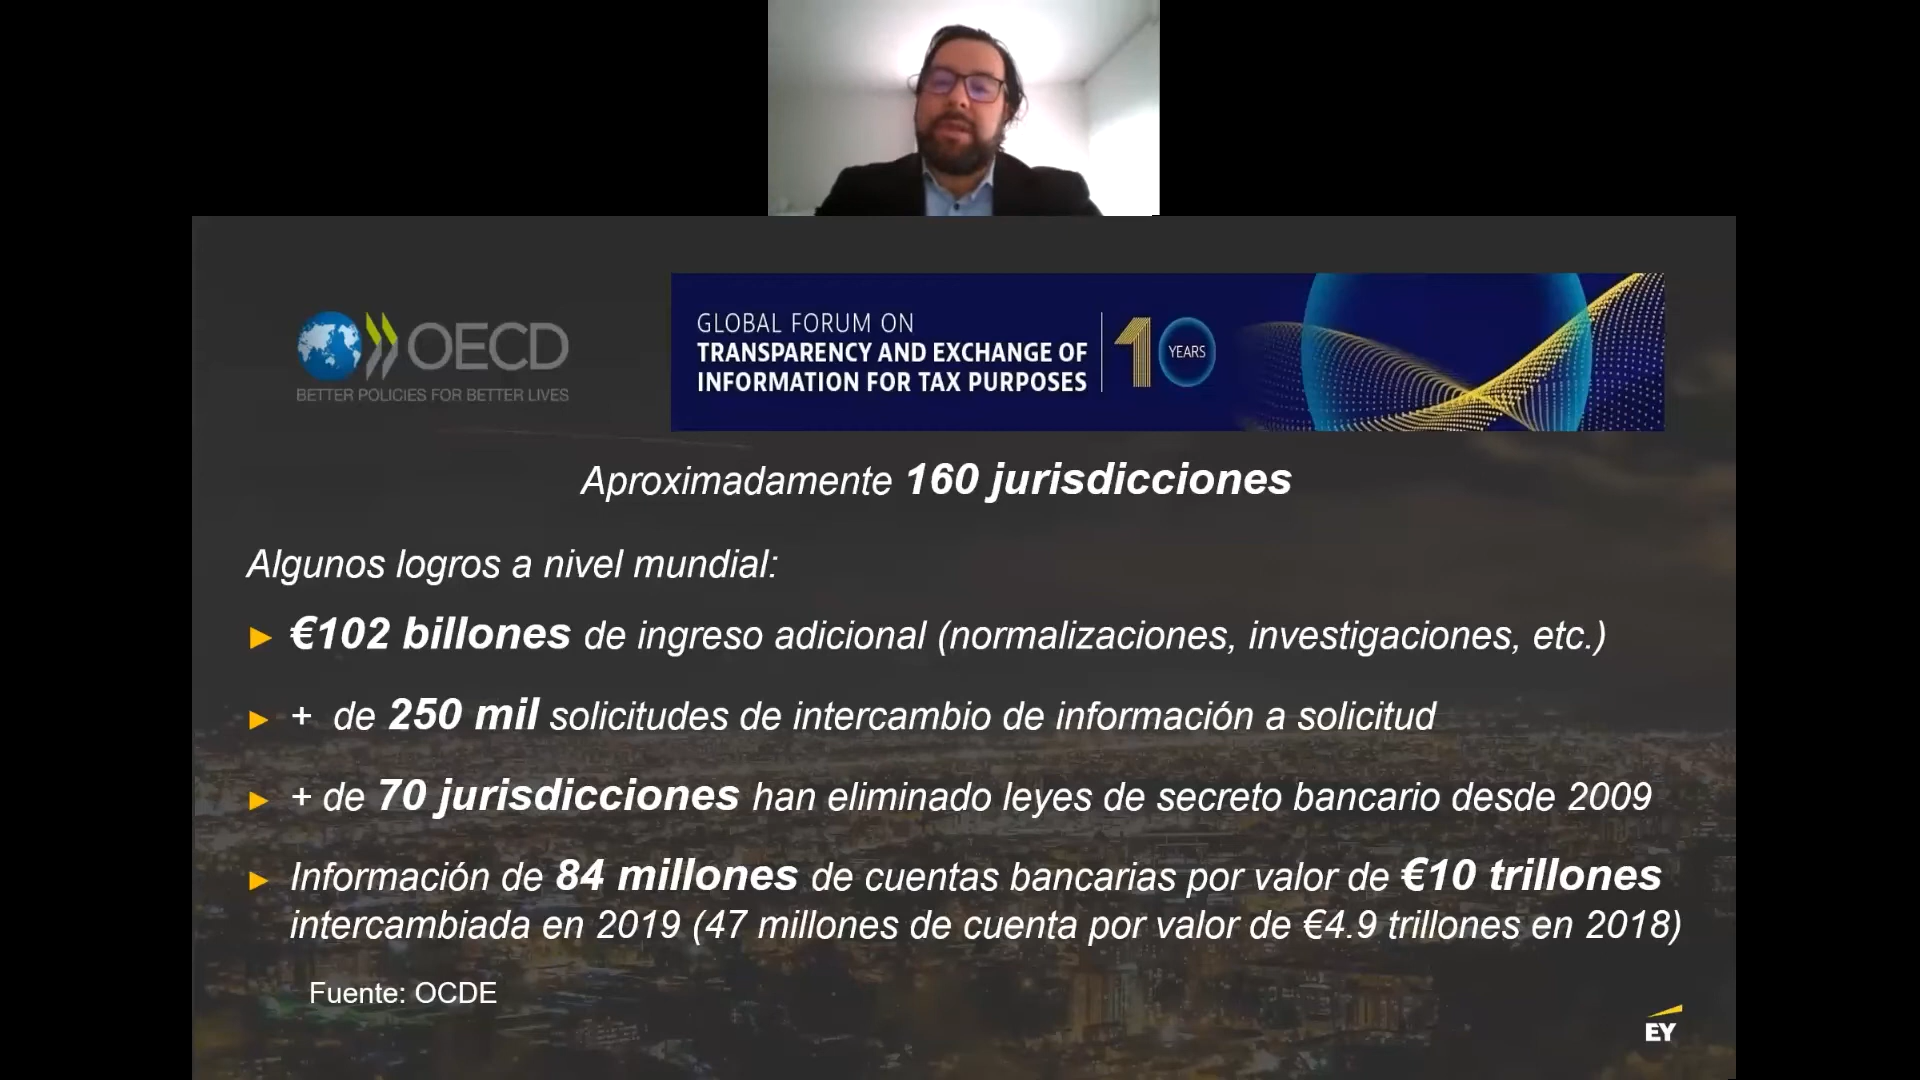 OECD
BETTER POLICIES FOR BETTER LIVES
GLOBAL FORUM ON
TRANSPARENCY AND EXCHANGE OF
INFORMATION FOR TAX PURPOSES
10 YEARS
Aproximadamente 160 jurisdicciones
Algunos logros a nivel mundial:
► €102 billones de ingreso adicional (normalizaciones, investigaciones, etc.)
► + de 250 mil solicitudes de intercambio de información a solicitud
► + de 70 jurisdicciones han eliminado leyes de secreto bancario desde 2009
► Información de 84 millones de cuentas bancarias por valor de €10 trillones
intercambiada en 2019 (47 millones de cuenta por valor de €4.9 trillones en 2018)
Fuente: OCDE
EY